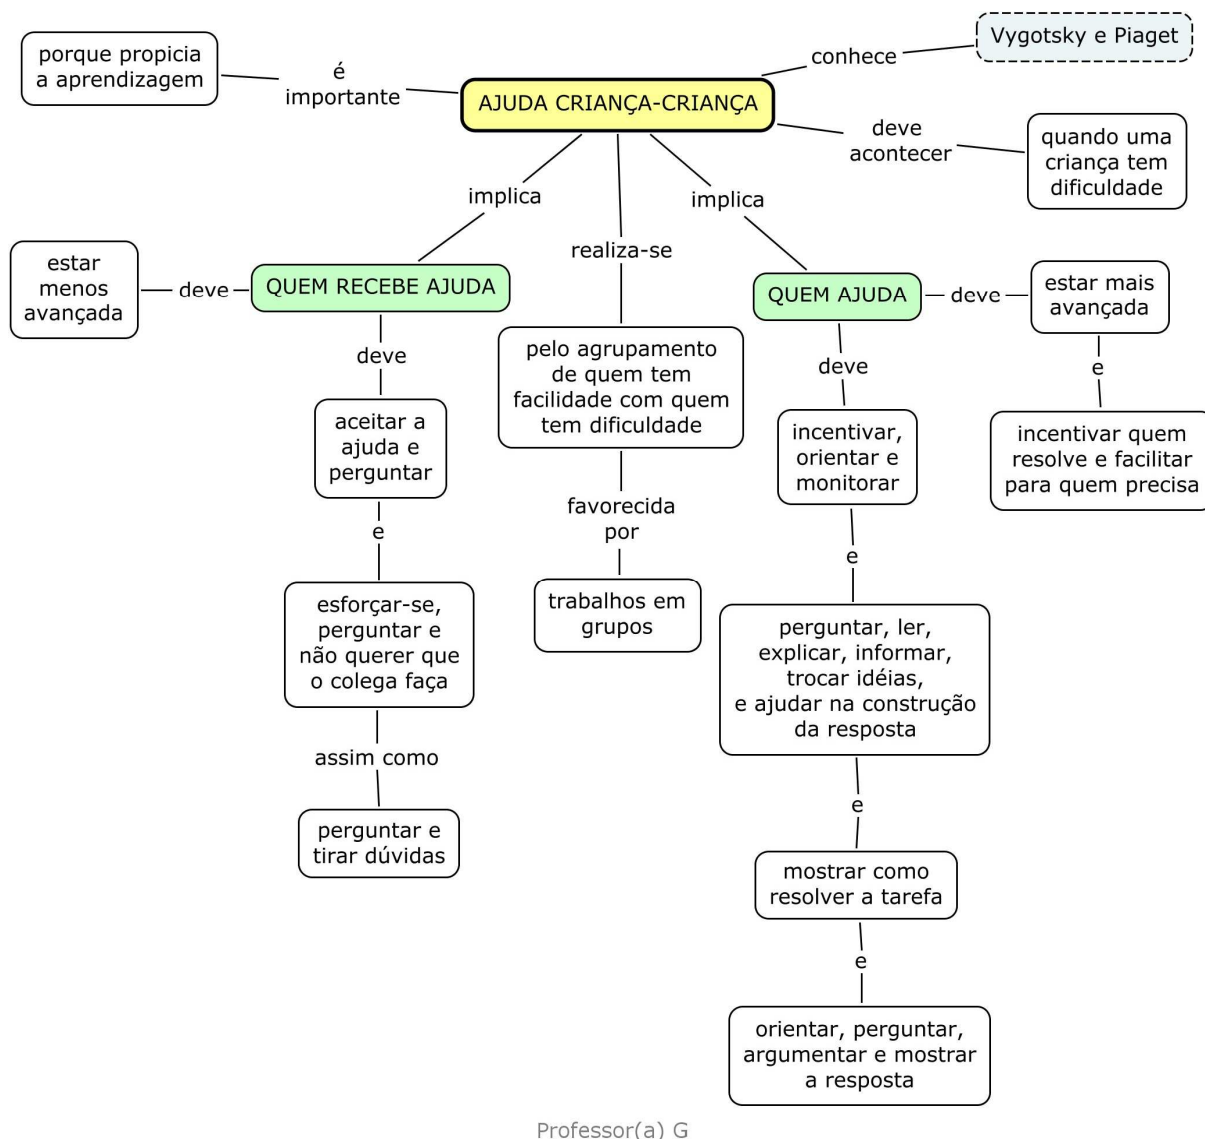 Vygotsky e Piaget
conhece
porque propicia
a aprendizagem
é
importante
AJUDA CRIANÇA-CRIANÇA
deve
acontecer
quando uma
criança tem
dificuldade
implica
realiza-se
implica
estar
menos
avançada
deve
QUEM RECEBE AJUDA
QUEM AJUDA
deve
estar mais
avançada
e
incentivar quem
resolve e facilitar
para quem precisa
deve
aceitar a
ajuda e
perguntar
e
esforçar-se,
perguntar e
não querer que
o colega faça
assim como
perguntar e
tirar dúvidas
pelo agrupamento
de quem tem
facilidade com quem
tem dificuldade
favorecida
por
trabalhos em
grupos
deve
incentivar,
orientar e
monitorar
e
perguntar, ler,
explicar, informar,
trocar idéias,
e ajudar na construção
da resposta
e
mostrar como
resolver a tarefa
e
orientar, perguntar,
argumentar e mostrar
a resposta
Professor(a) G